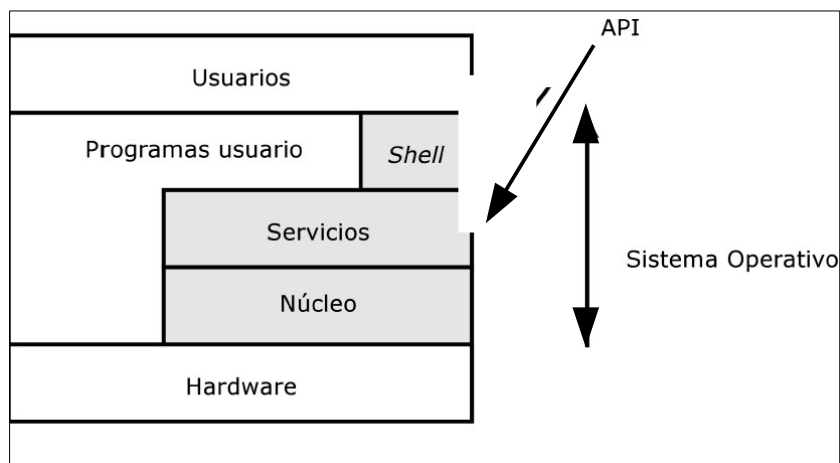 API
Usuarios
Programas usuario
Shell
Servicios
Sistema Operativo
Núcleo
Hardware